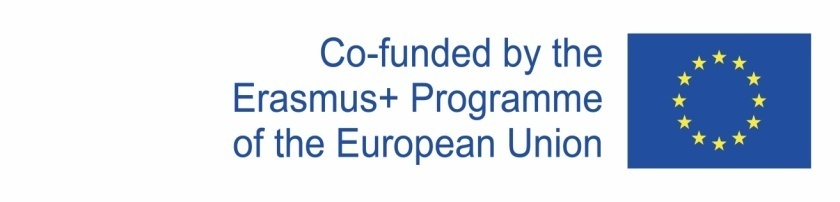 Co-funded by the
Erasmus+ Programme
of the European Union